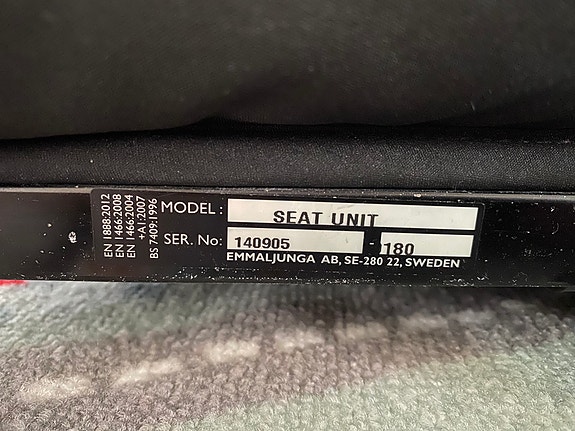 EN 1888:2012
EN 1466:2008
EN 1466:2004
+A1:2007
BS 7409:1996
MODEL: SEAT UNIT
SER. No: 140905 - 180
EMMALJUNGA AB, SE-280 22, SWEDEN